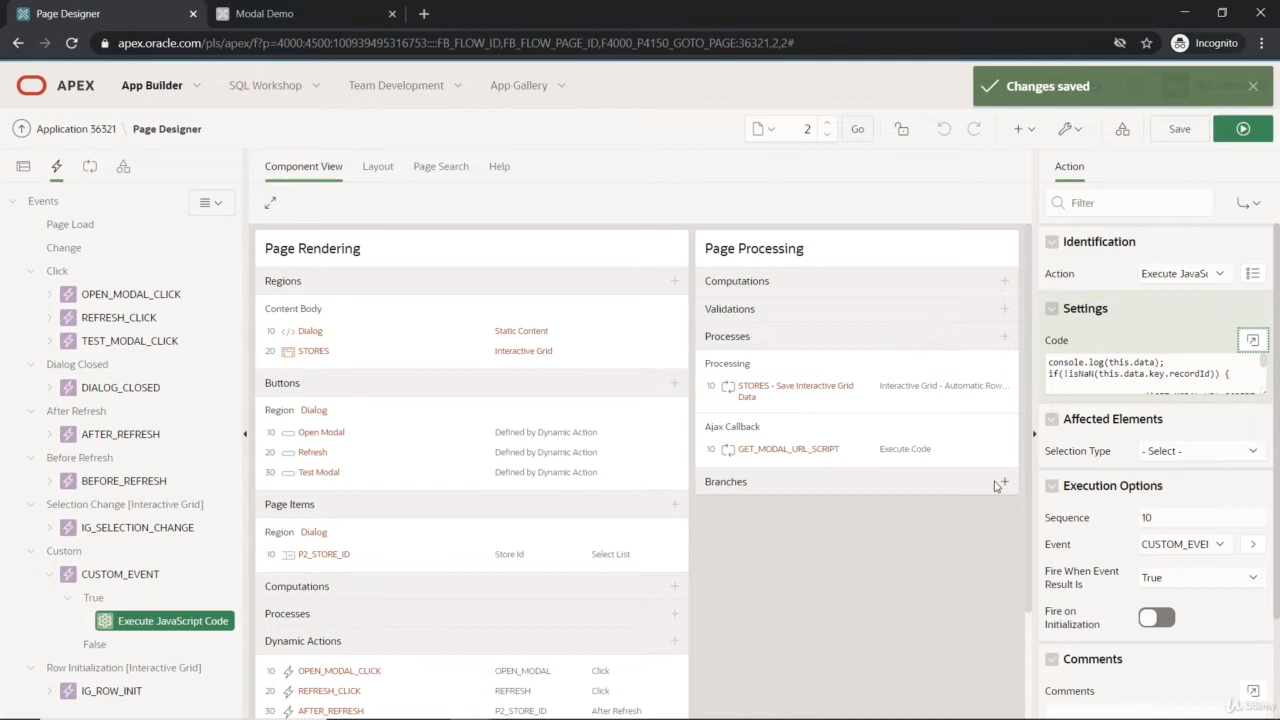 Page Designer
Modal Demo
apex.oracle.com/pls/apex/f?p=4000:4500:100939495316753::::FB_FLOW_ID,FB_FLOW_PAGE_ID,F4000_P4150_GOTO_PAGE:36321,2,2#
Incognito
APEX
App Builder
SQL Workshop
Team Development
App Gallery
Changes saved
Application 36321
Page Designer
2
Go
Save
Component View
Layout
Page Search
Help
Action
Filter
Events
Page Load
Change
Click
OPEN_MODAL_CLICK
REFRESH_CLICK
TEST_MODAL_CLICK
Dialog Closed
DIALOG_CLOSED
After Refresh
AFTER_REFRESH
Before Refresh
BEFORE_REFRESH
Selection Change [Interactive Grid]
IG_SELECTION_CHANGE
Custom
CUSTOM_EVENT
True
Execute JavaScript Code
False
Row Initialization [Interactive Grid]
IG_ROW_INIT
Page Rendering
Regions
Content Body
10 Dialog Static Content
20 STORES Interactive Grid
Buttons
Region Dialog
10 Open Modal Defined by Dynamic Action
20 Refresh Defined by Dynamic Action
30 Test Modal Defined by Dynamic Action
Page Items
Region Dialog
10 P2_STORE_ID Store Id Select List
Computations
Processes
Dynamic Actions
10 OPEN_MODAL_CLICK OPEN_MODAL Click
20 REFRESH_CLICK REFRESH Click
30 AFTER_REFRESH P2_STORE_ID After Refresh
Page Processing
Computations
Validations
Processes
Processing
10 STORES - Save Interactive Grid Interactive Grid - Automatic Row...
Data
Ajax Callback
10 GET_MODAL_URL_SCRIPT Execute Code
Branches
Identification
Action Execute JavaSc
Settings
Code
console.log(this.data);
if(!isNaN(this.data.key.recordId)) {
Affected Elements
Selection Type - Select -
Execution Options
Sequence 10
Event CUSTOM_EVEI
Fire When Event
Result Is
True
Fire on
Initialization
Comments
Comments
Udemy